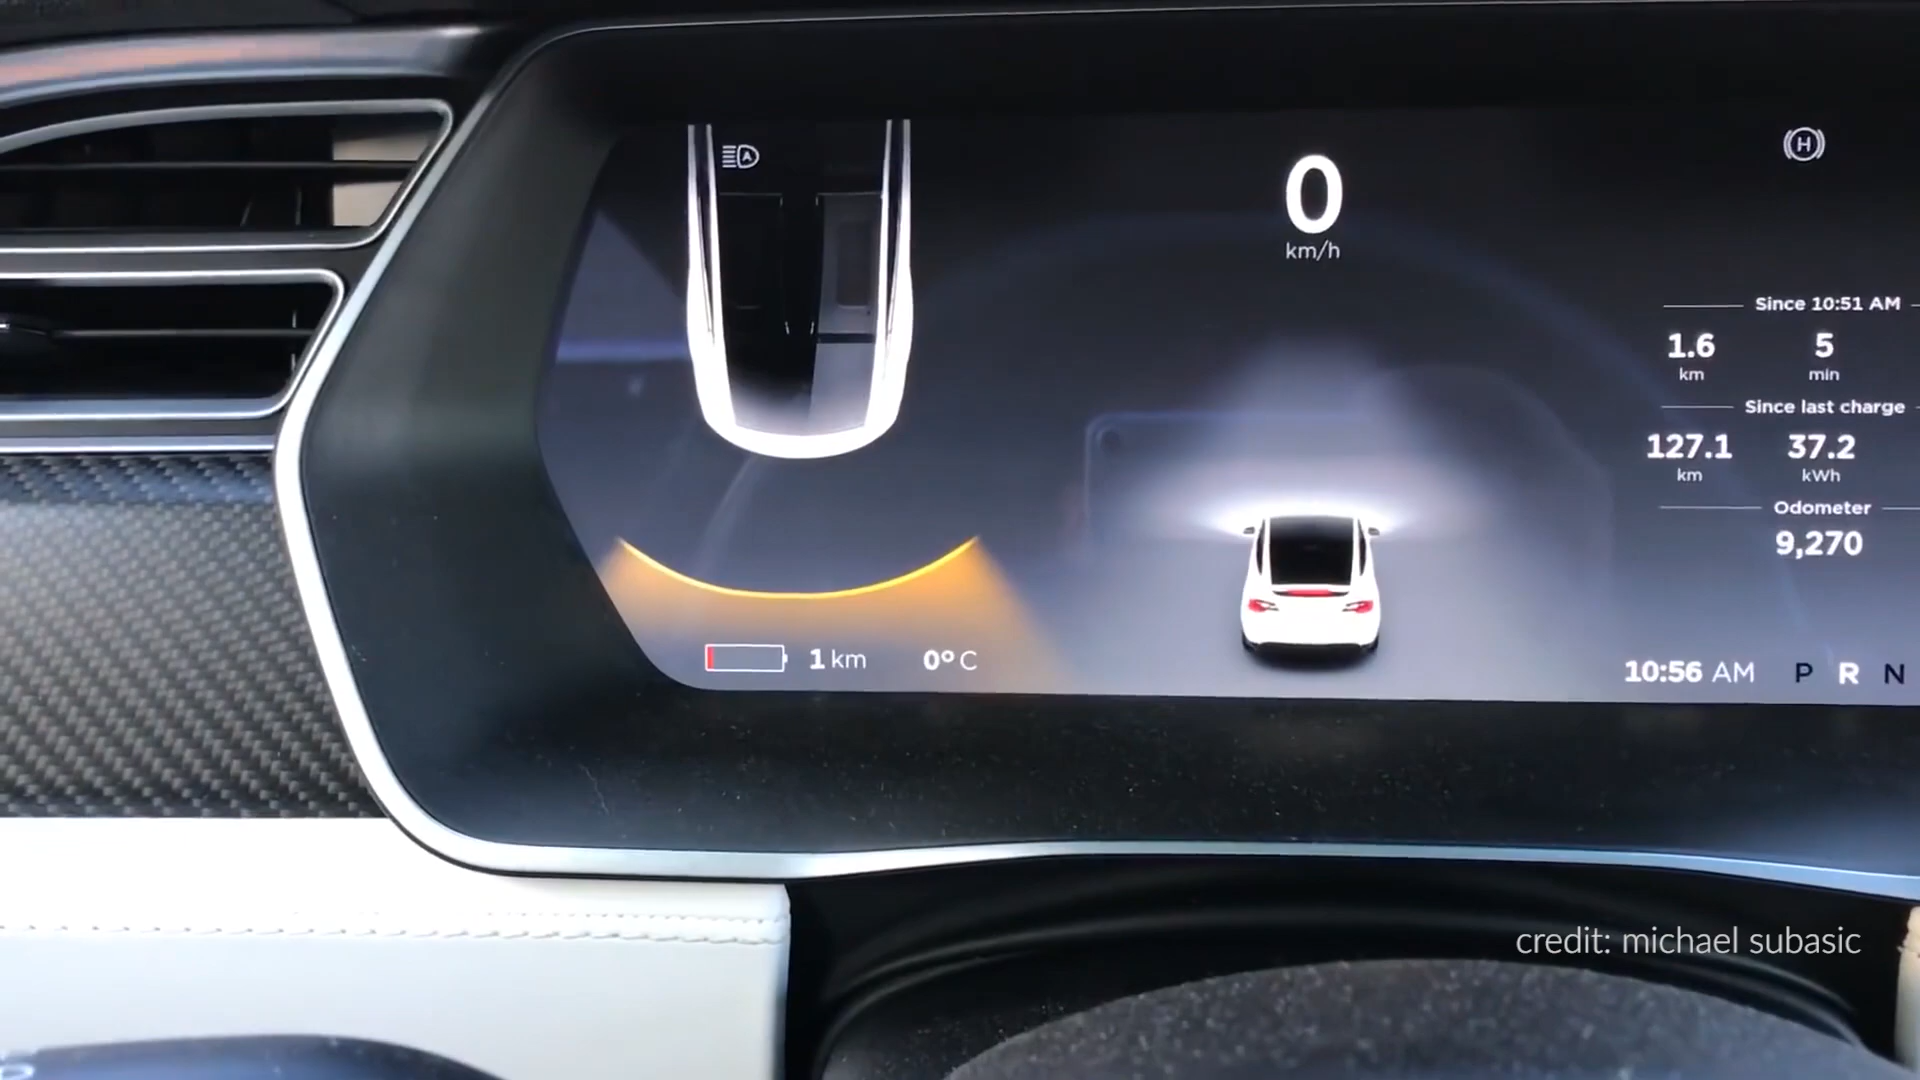 A
0
km/h
H
Since 10:51 AM
1.6 5
km min
Since last charge
127.1 37.2
km kWh
Odometer
9,270
1 km 0° C
10:56 AM P R N
credit: michael subasic